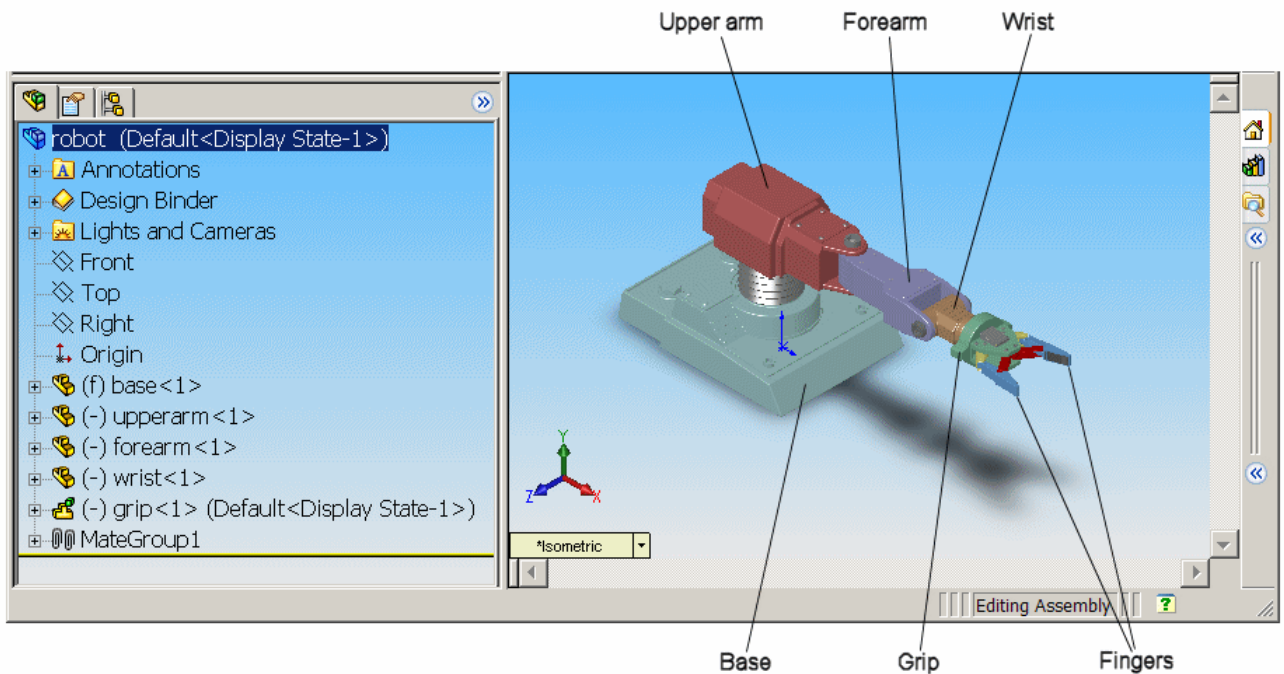 Upper arm Forearm Wrist
robot (Default<Display State-1>)
Annotations
Design Binder
Lights and Cameras
Front
Top
Right
Origin
(f) base<1>
(-) upperarm<1>
(-) forearm<1>
(-) wrist<1>
(-) grip<1> (Default<Display State-1>)
MateGroup1
Y
Z X
*Isometric
Editing Assembly
Base Grip Fingers